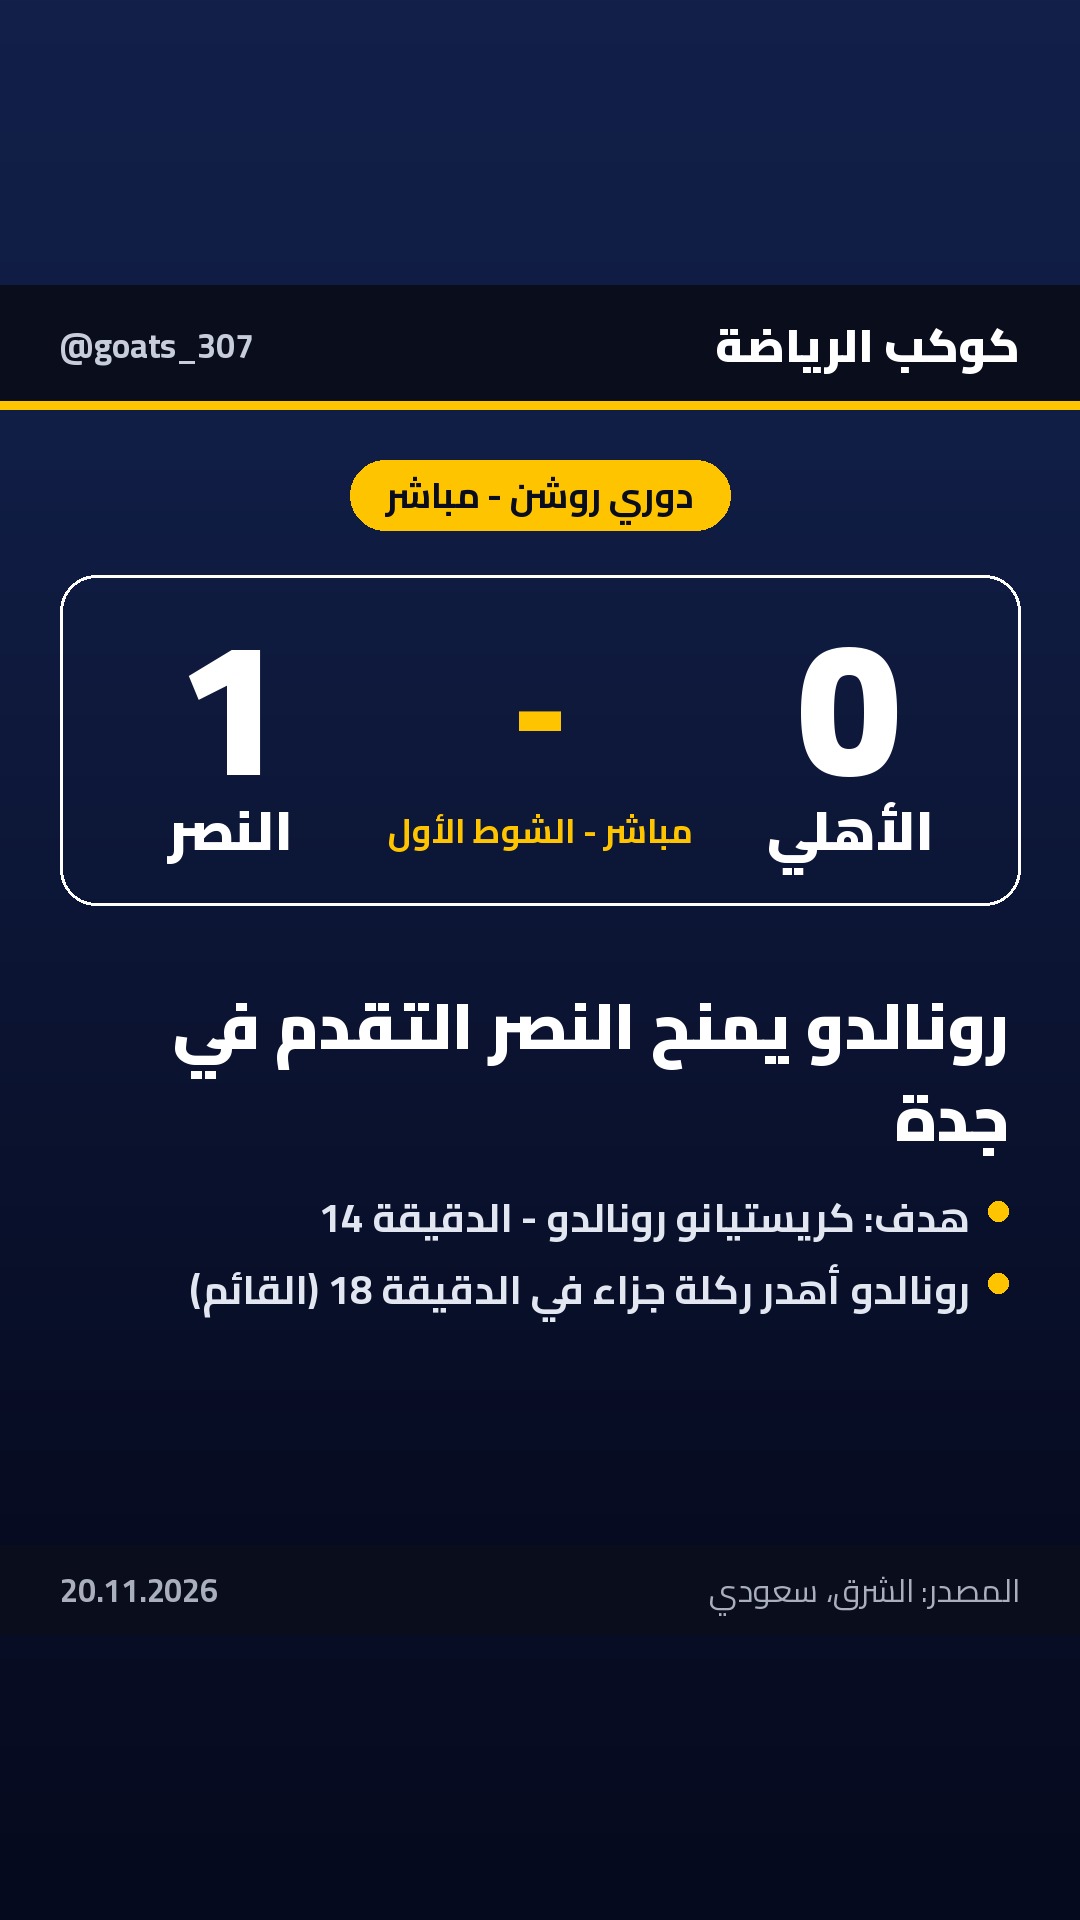 كوكب الرياضة
@goats_307
دوري روشن - مباشر
0 - 1
الأهلي
مباشر - الشوط الأول
النصر
رونالدو يمنح النصر التقدم في
جدة
هدف: كريستيانو رونالدو - الدقيقة 14
رونالدو أهدر ركلة جزاء في الدقيقة 18 (القائم)
المصدر: الشرق، سعودي
20.11.2026